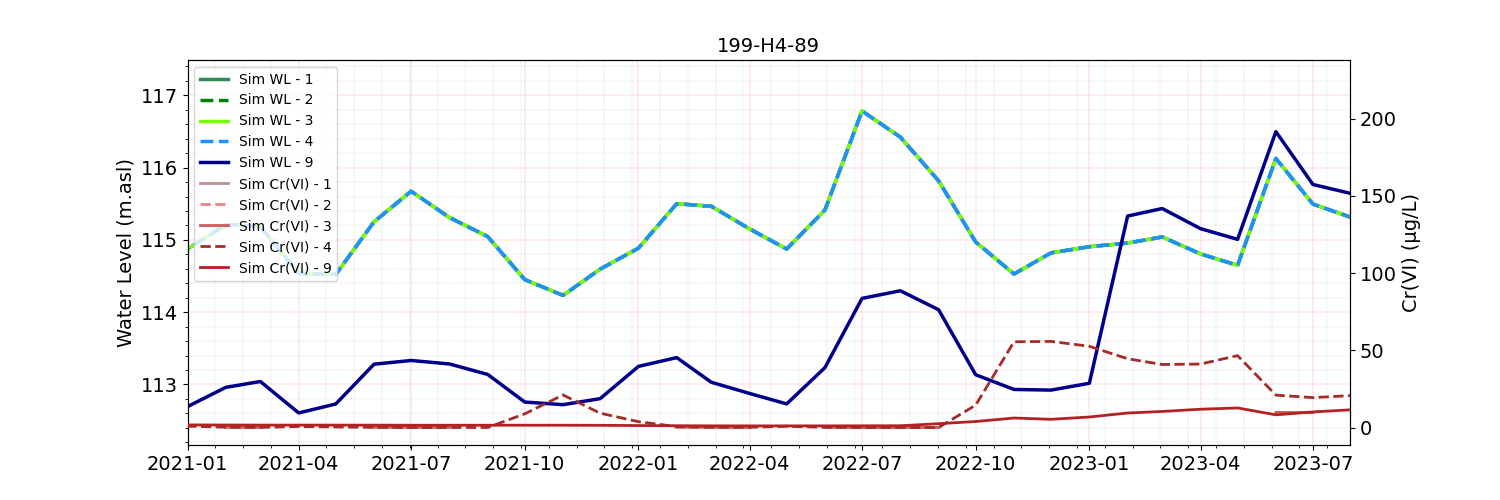 199-H4-89
Water Level (m.asl)
117
116
115
114
113
Sim WL - 1
Sim WL - 2
Sim WL - 3
Sim WL - 4
Sim WL - 9
Sim Cr(VI) - 1
Sim Cr(VI) - 2
Sim Cr(VI) - 3
Sim Cr(VI) - 4
Sim Cr(VI) - 9
200
150
100
50
0
Cr(VI) (μg/L)
2021-01 2021-04 2021-07 2021-10 2022-01 2022-04 2022-07 2022-10 2023-01 2023-04 2023-07